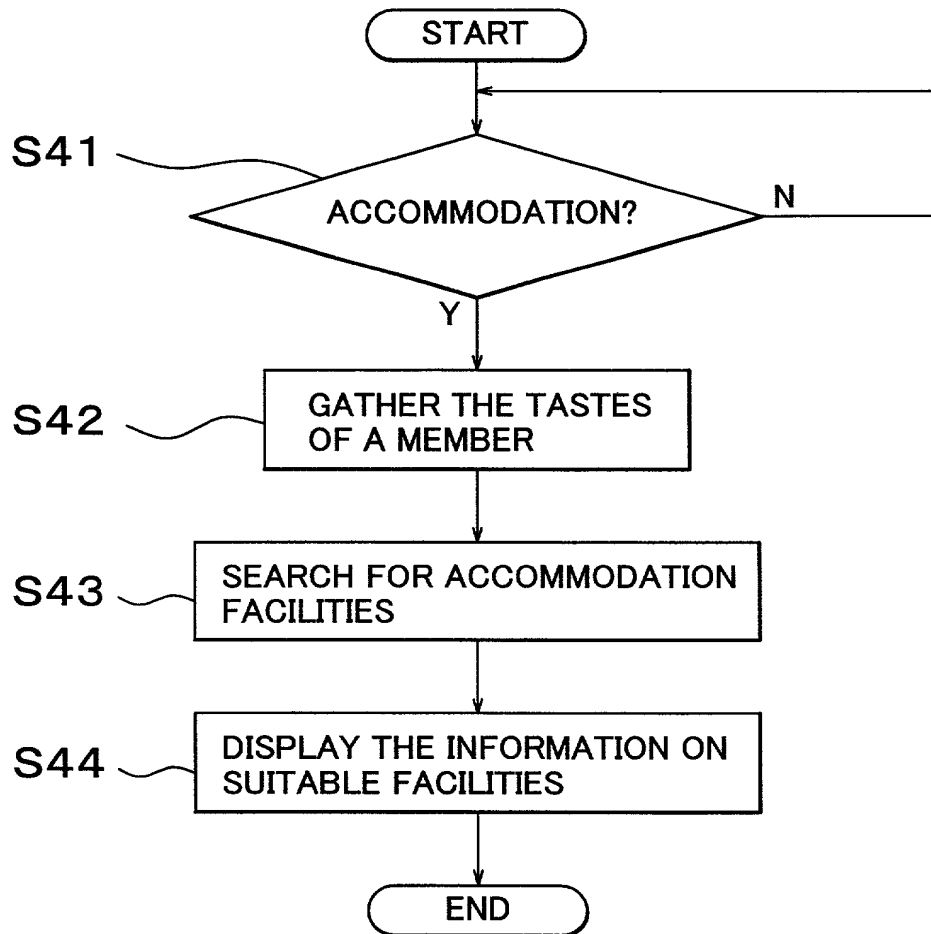 START
S41
ACCOMMODATION?
N
Y
S42
GATHER THE TASTES
OF A MEMBER
S43
SEARCH FOR ACCOMMODATION
FACILITIES
S44
DISPLAY THE INFORMATION ON
SUITABLE FACILITIES
END